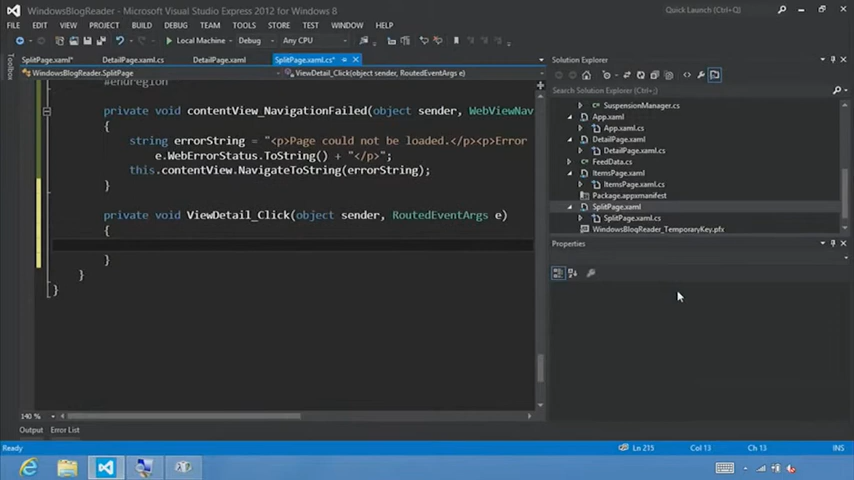 WindowsBlogReader - Microsoft Visual Studio Express 2012 for Windows 8
Quick Launch (Ctrl+Q)
FILE EDIT VIEW PROJECT BUILD DEBUG TEAM TOOLS STORE TEST WINDOW HELP
Local Machine Debug Any CPU
SplitPage.xaml* DetailPage.xaml.cs DetailPage.xaml SplitPage.xaml.cs*
WindowsBlogReader.SplitPage ViewDetail_Click(object sender, RoutedEventArgs e)
Toolbox
#endregion
private void contentView_NavigationFailed(object sender, WebViewNav
{
string errorString = "<p>Page could not be loaded.</p><p>Error
e.WebErrorStatus.ToString() + "</p>";
this.contentView.NavigateToString(errorString);
}
private void ViewDetail_Click(object sender, RoutedEventArgs e)
{
}
}
}
140 %
Solution Explorer
Search Solution Explorer (Ctrl+;)
SuspensionManager.cs
App.xaml
App.xaml.cs
DetailPage.xaml
DetailPage.xaml.cs
FeedData.cs
ItemsPage.xaml
ItemsPage.xaml.cs
Package.appxmanifest
SplitPage.xaml
SplitPage.xaml.cs
WindowsBlogReader_TemporaryKey.pfx
Properties
Output Error List
Ready Ln 215 Col 13 Ch 13 INS